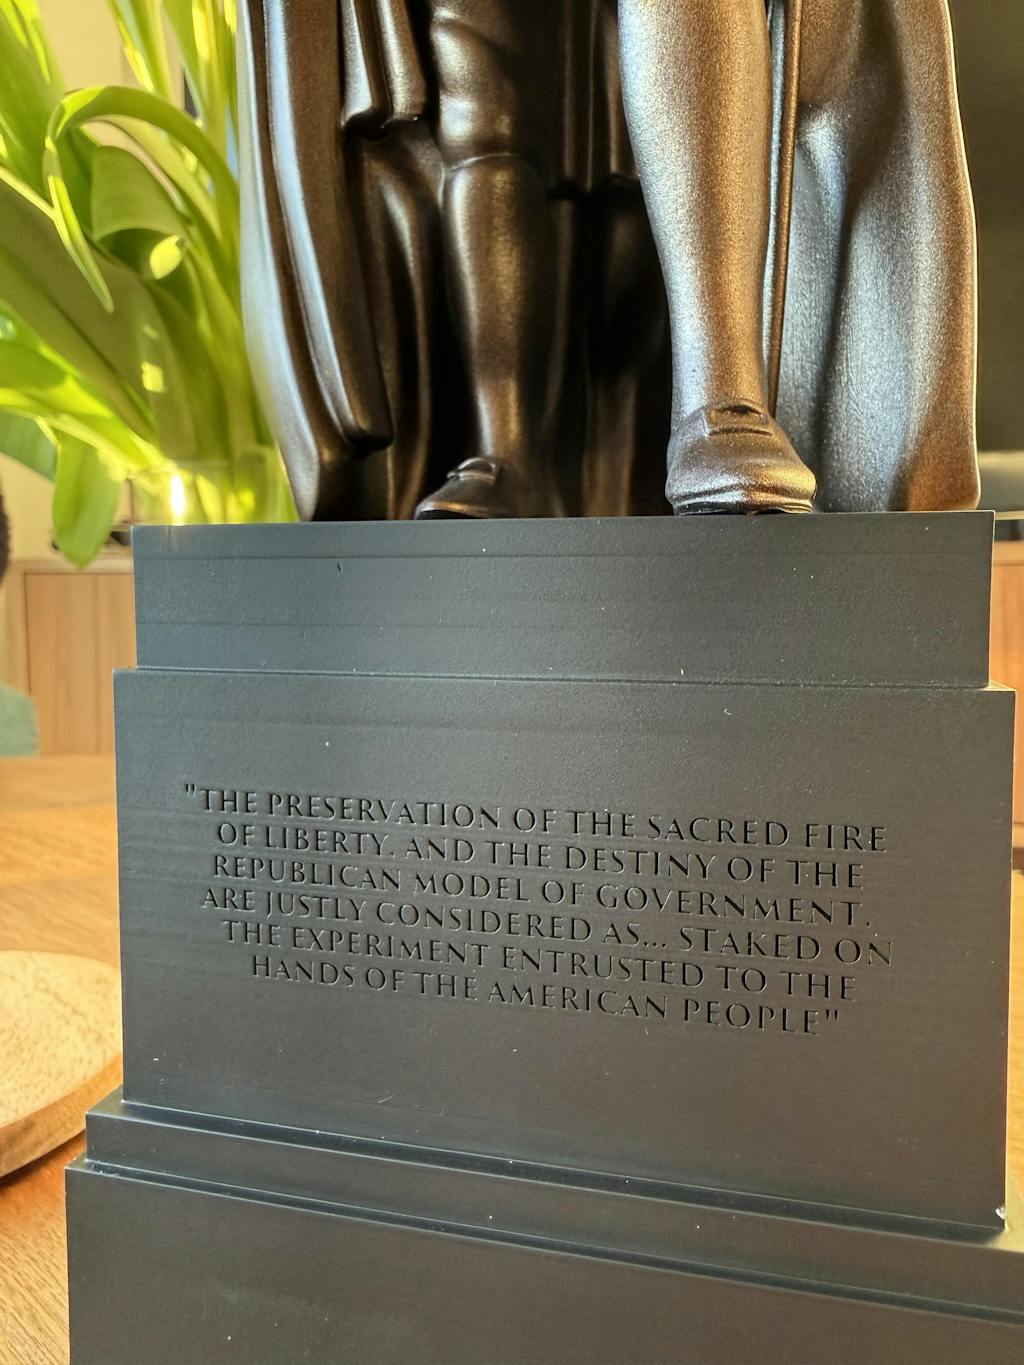 "THE PRESERVATION OF THE SACRED FIRE
OF LIBERTY. AND THE DESTINY OF THE
REPUBLICAN MODEL OF GOVERNMENT.
ARE JUSTLY CONSIDERED AS... STAKED ON
THE EXPERIMENT ENTRUSTED TO THE
HANDS OF THE AMERICAN PEOPLE"